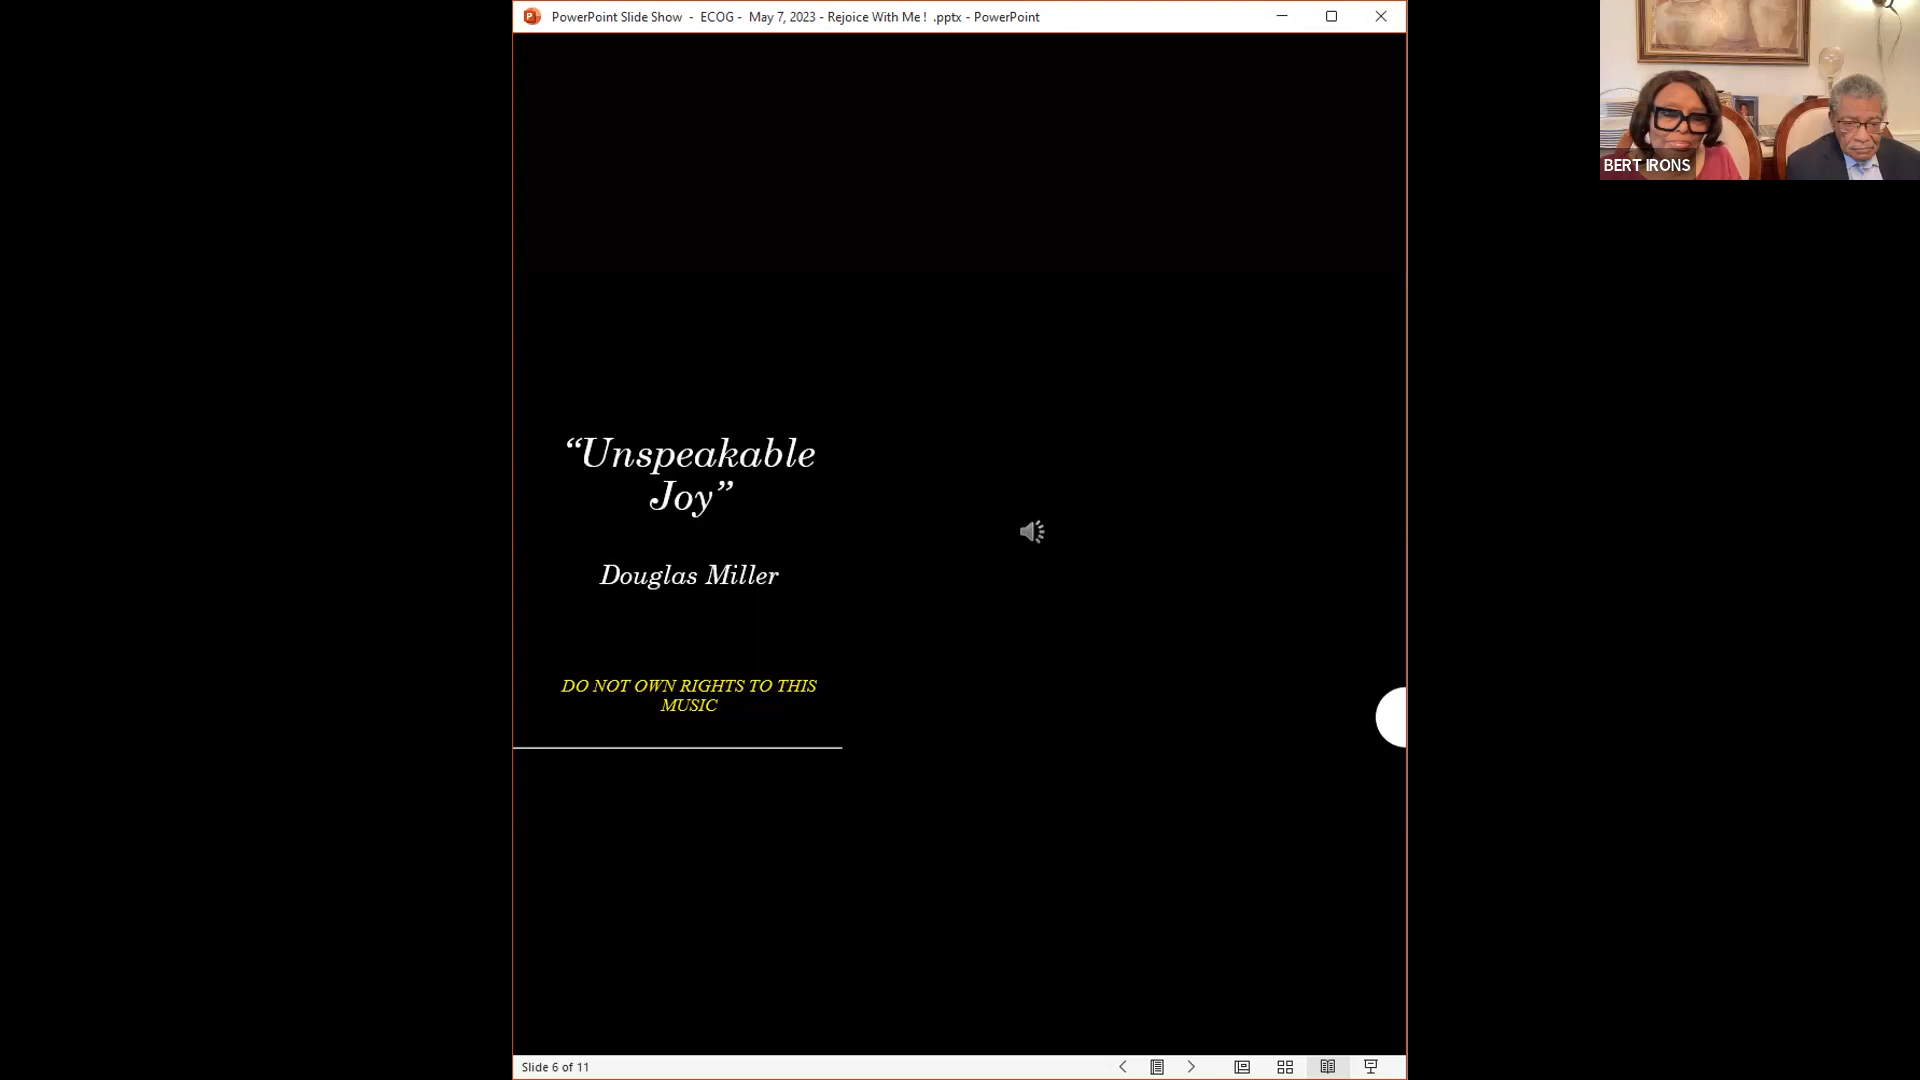 PowerPoint Slide Show - ECOG - May 7, 2023 - Rejoice With Me! .pptx - PowerPoint
BERT IRONS
“Unspeakable
Joy”
Douglas Miller
DO NOT OWN RIGHTS TO THIS
MUSIC
Slide 6 of 11